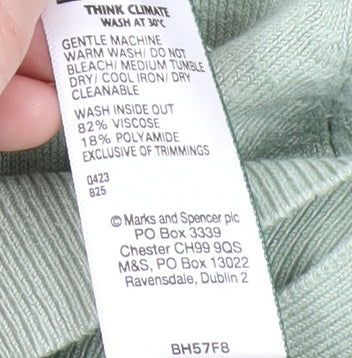 THINK CLIMATE
WASH AT 30°C
GENTLE MACHINE
WARM WASH/ DO NOT
BLEACH/ MEDIUM TUMBLE
DRY/ COOL IRON/ DRY
CLEANABLE
WASH INSIDE OUT
82% VISCOSE
18% POLYAMIDE
EXCLUSIVE OF TRIMMINGS
0423
825
© Marks and Spencer plc
PO Box 3339
Chester CH99 9QS
M&S, PO Box 13022
Ravensdale, Dublin 2
BH57F8